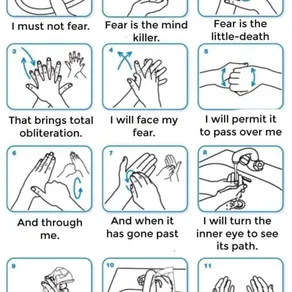 I must not fear.
Fear is the mind
killer.
Fear is the
little-death
3
4
5
That brings total
obliteration.
I will face my
fear.
I will permit it
to pass over me
6
7
8
And through
me.
And when it
has gone past
I will turn the
inner eye to see
its path.
9
10
11